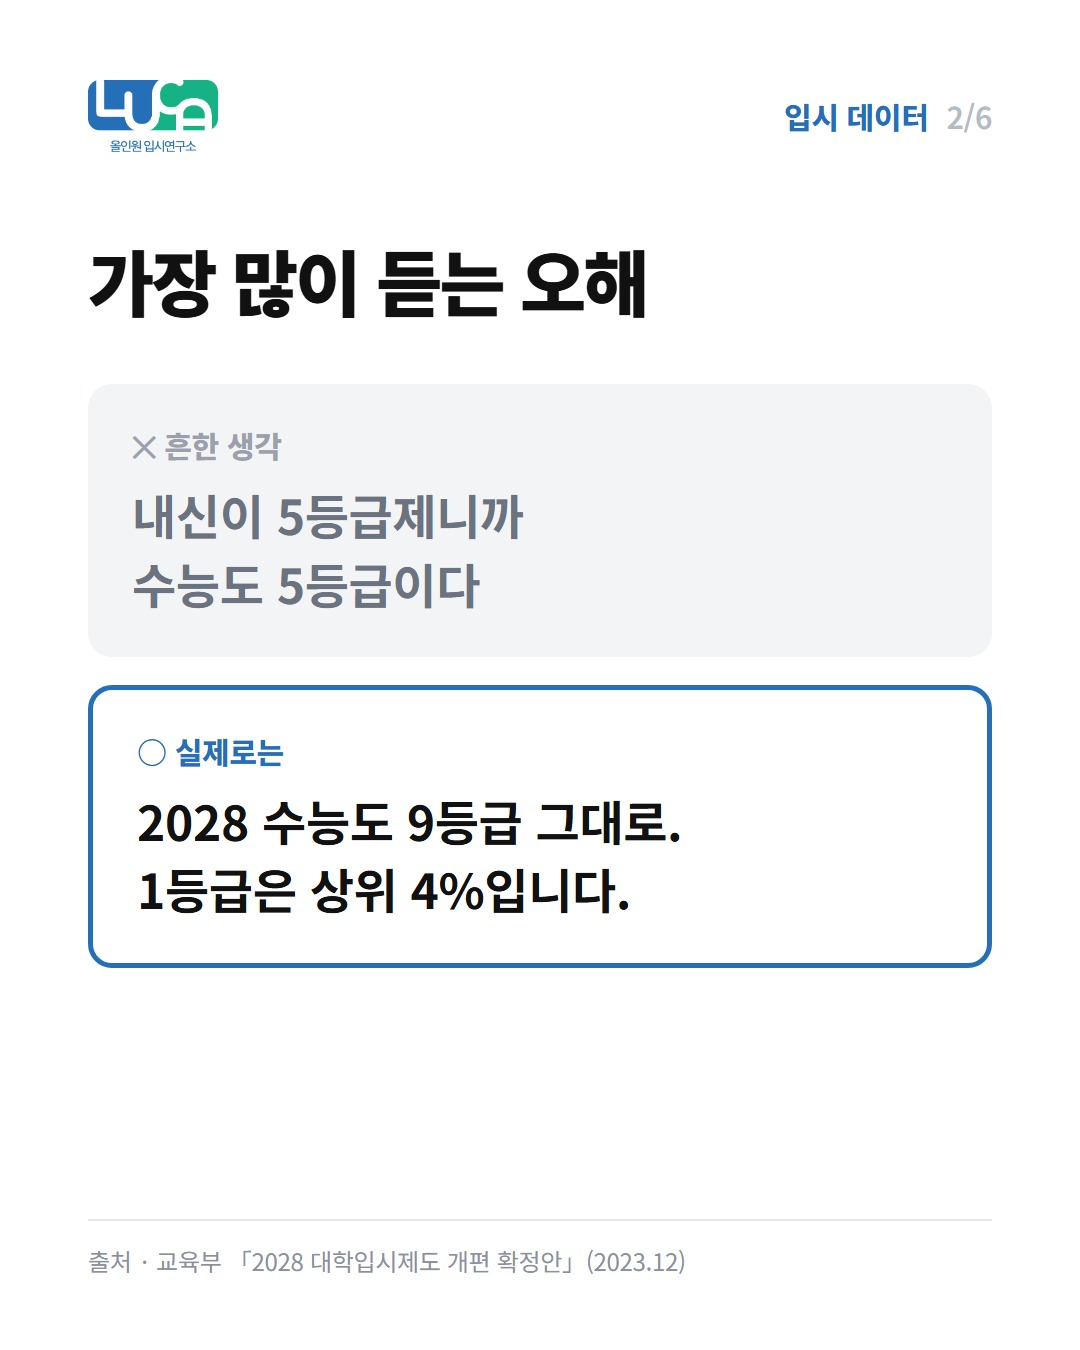 LUCA
올인원 입시연구소
입시 데이터 2/6
가장 많이 듣는 오해
× 흔한 생각
내신이 5등급제니까
수능도 5등급이다
○ 실제로는
2028 수능도 9등급 그대로.
1등급은 상위 4%입니다.
출처 · 교육부 「2028 대학입시제도 개편 확정안」(2023.12)